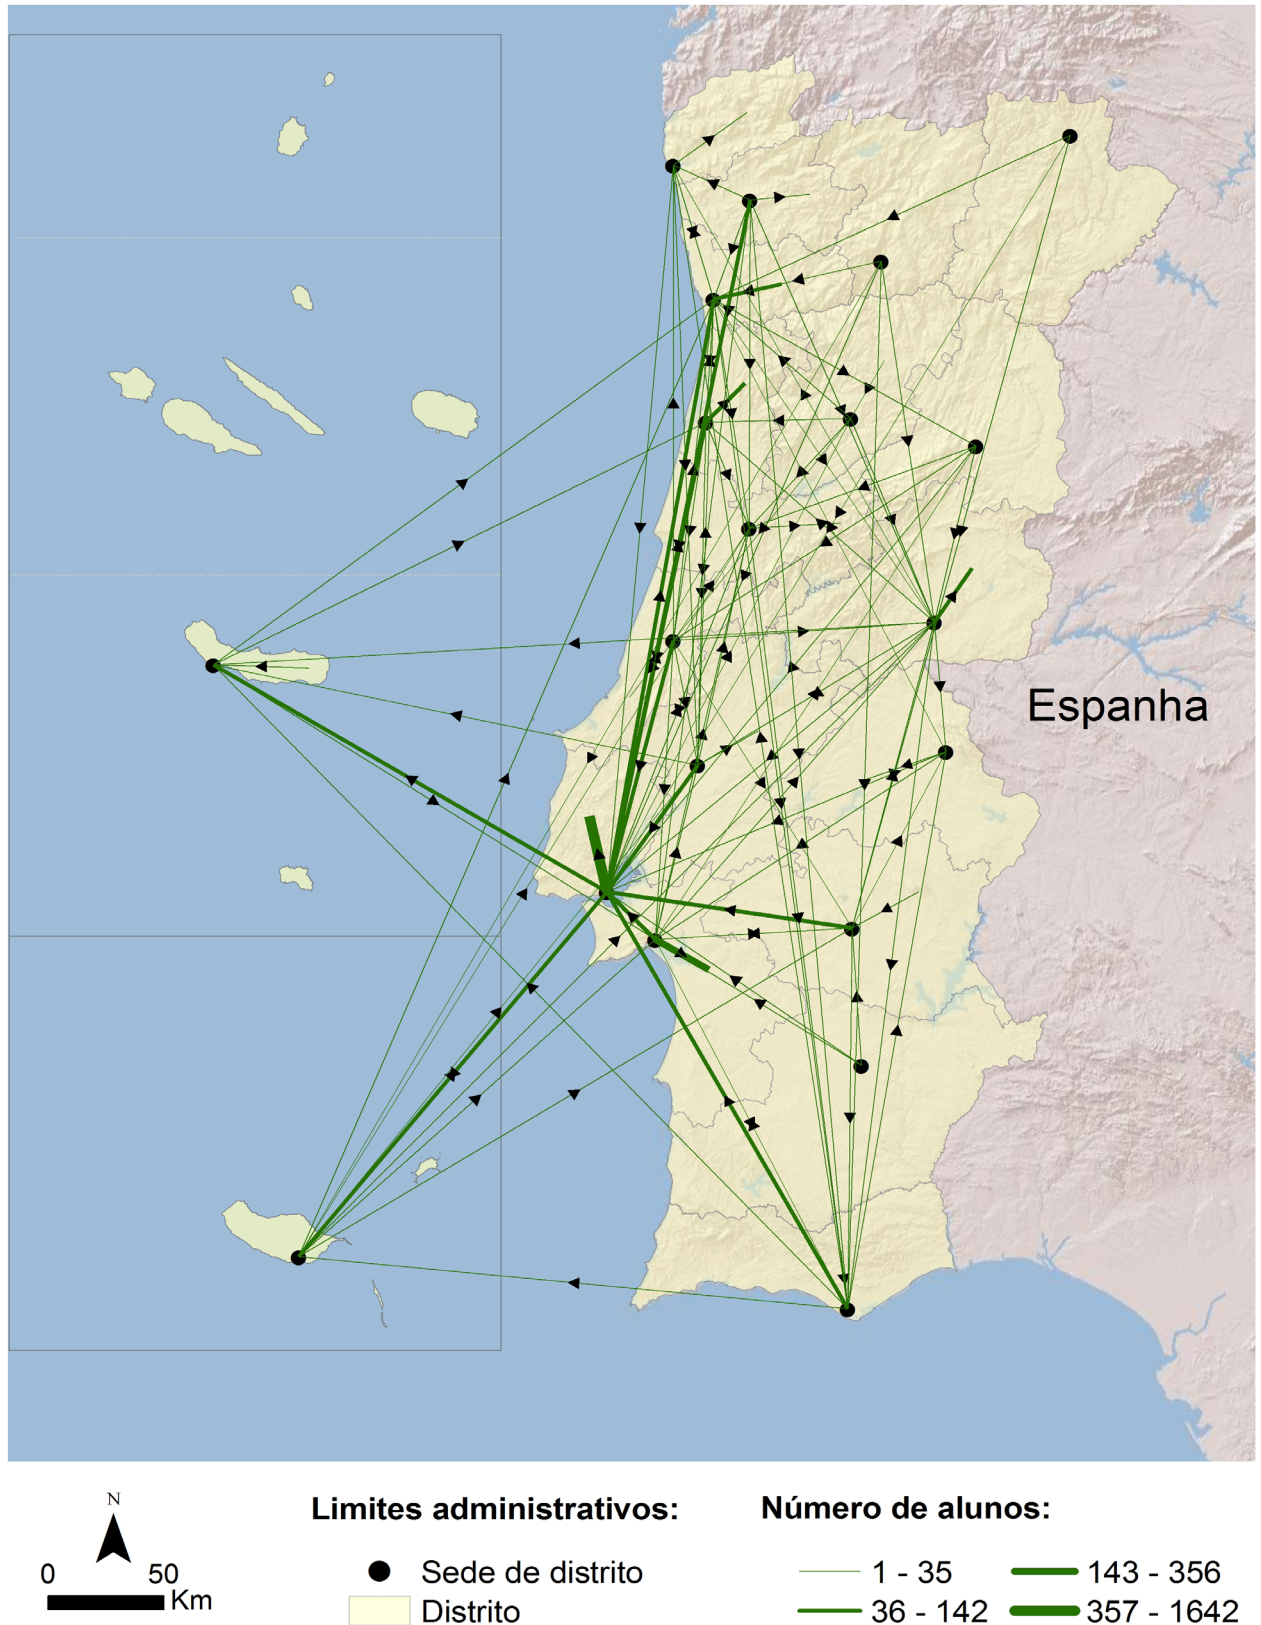 Espanha
N
0 50
Km
Limites administrativos:
Sede de distrito
Distrito
Número de alunos:
1 - 35
36 - 142
143 - 356
357 - 1642